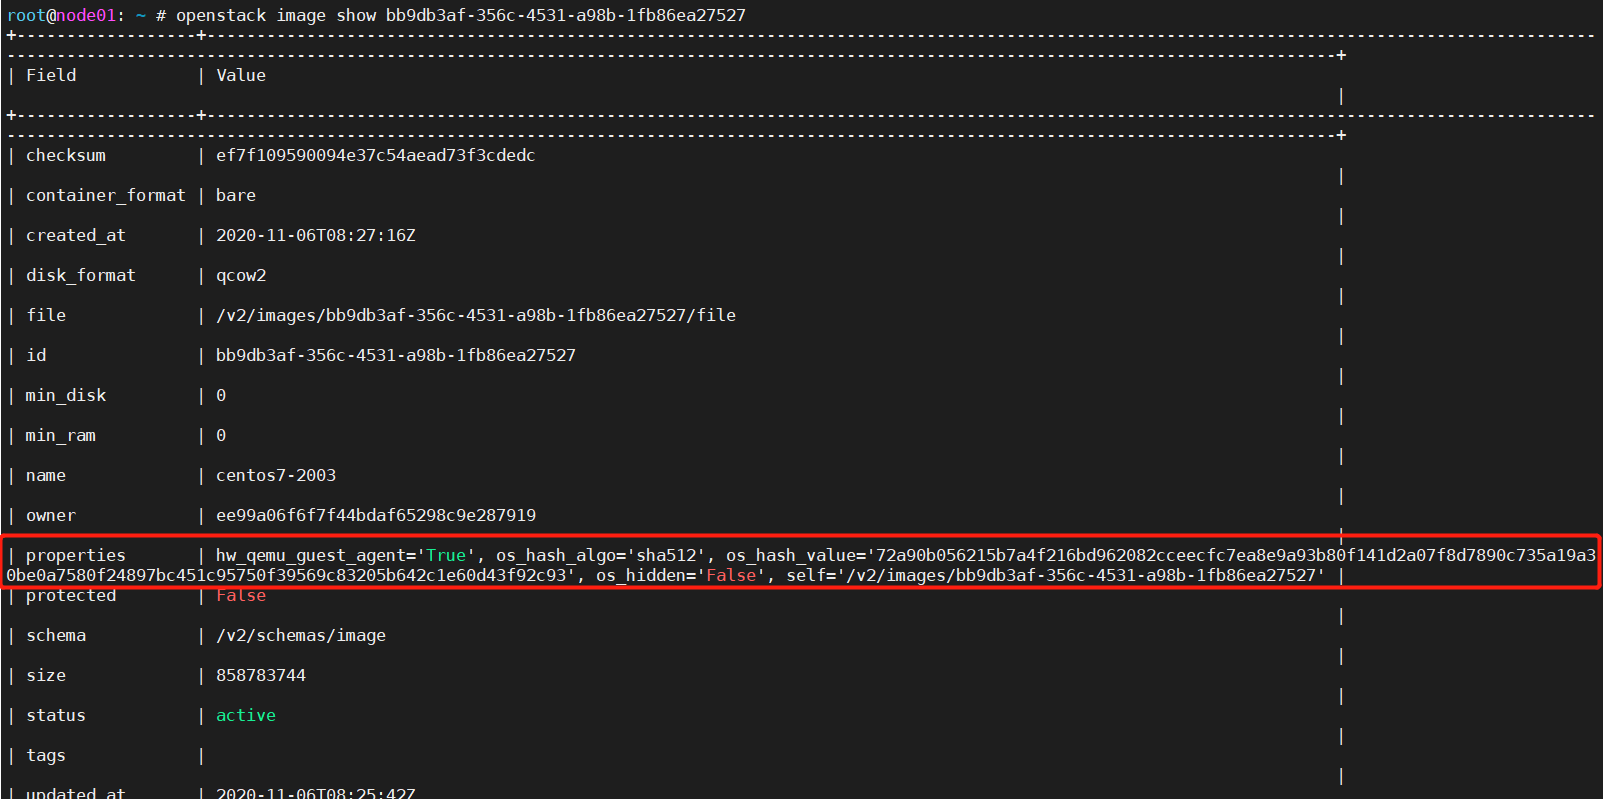 root@node01: ~ # openstack image show bb9db3af-356c-4531-a98b-1fb86ea27527
| Field | Value |
| checksum | ef7f109590094e37c54aead73f3cdedc |
| container_format | bare |
| created_at | 2020-11-06T08:27:16Z |
| disk_format | qcow2 |
| file | /v2/images/bb9db3af-356c-4531-a98b-1fb86ea27527/file |
| id | bb9db3af-356c-4531-a98b-1fb86ea27527 |
| min_disk | 0 |
| min_ram | 0 |
| name | centos7-2003 |
| owner | ee99a06f6f7f44bdaf65298c9e287919 |
| properties | hw_qemu_guest_agent='True', os_hash_algo='sha512', os_hash_value='72a90b056215b7a4f216bd962082cceecfc7ea8e9a93b80f141d2a07f8d7890c735a19a3
0be0a7580f24897bc451c95750f39569c83205b642c1e60d43f92c93', os_hidden='False', self='/v2/images/bb9db3af-356c-4531-a98b-1fb86ea27527' |
| protected | False |
| schema | /v2/schemas/image |
| size | 858783744 |
| status | active |
| tags | |
| updated_at | 2020-11-06T08:25:42Z